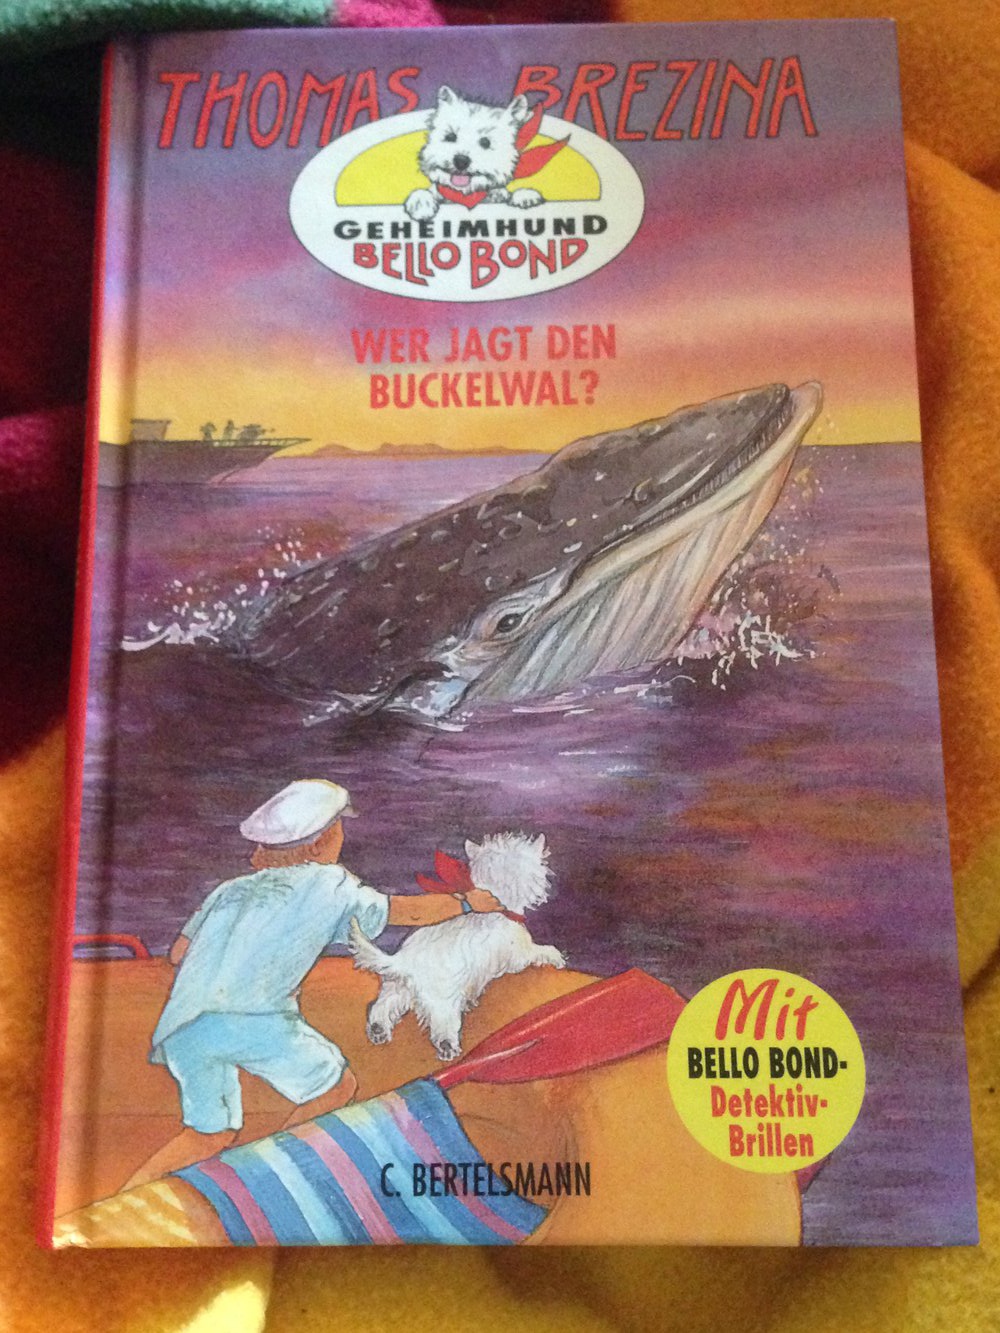 THOMAS BREZINA
GEHEIMHUND
BELLO BOND
WER JAGT DEN
BUCKELWAL?
Mit
BELLO BOND-
Detektiv-
Brillen
C. BERTELSMANN